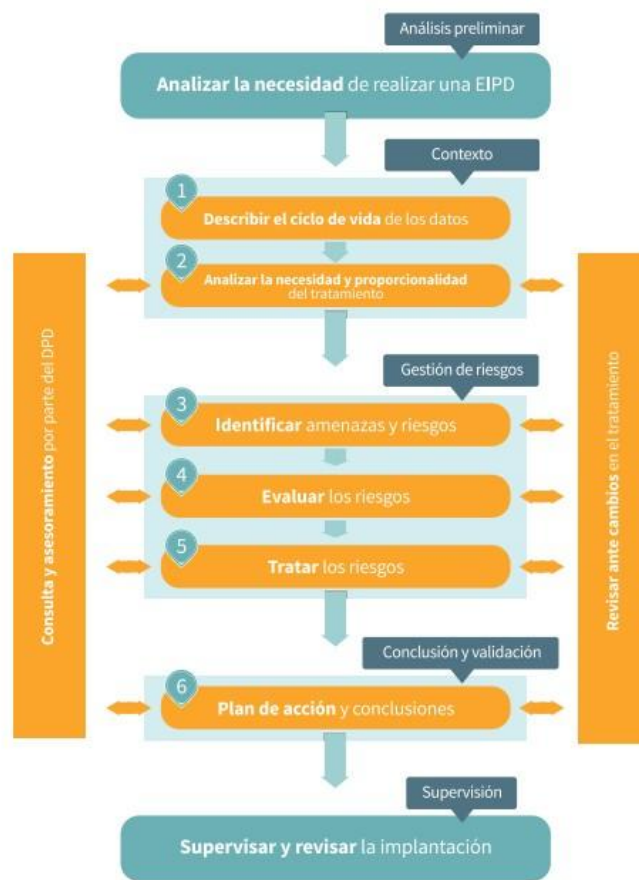 Análisis preliminar
Analizar la necesidad de realizar una EIPD
Contexto
1
Describir el ciclo de vida de los datos
2
Analizar la necesidad y proporcionalidad
del tratamiento
Gestión de riesgos
3
Identificar amenazas y riesgos
4
Evaluar los riesgos
5
Tratar los riesgos
Conclusión y validación
6
Plan de acción y conclusiones
Supervisión
Supervisar y revisar la implantación
Consulta y asesoramiento por parte del DPD
Revisar ante cambios en el tratamiento